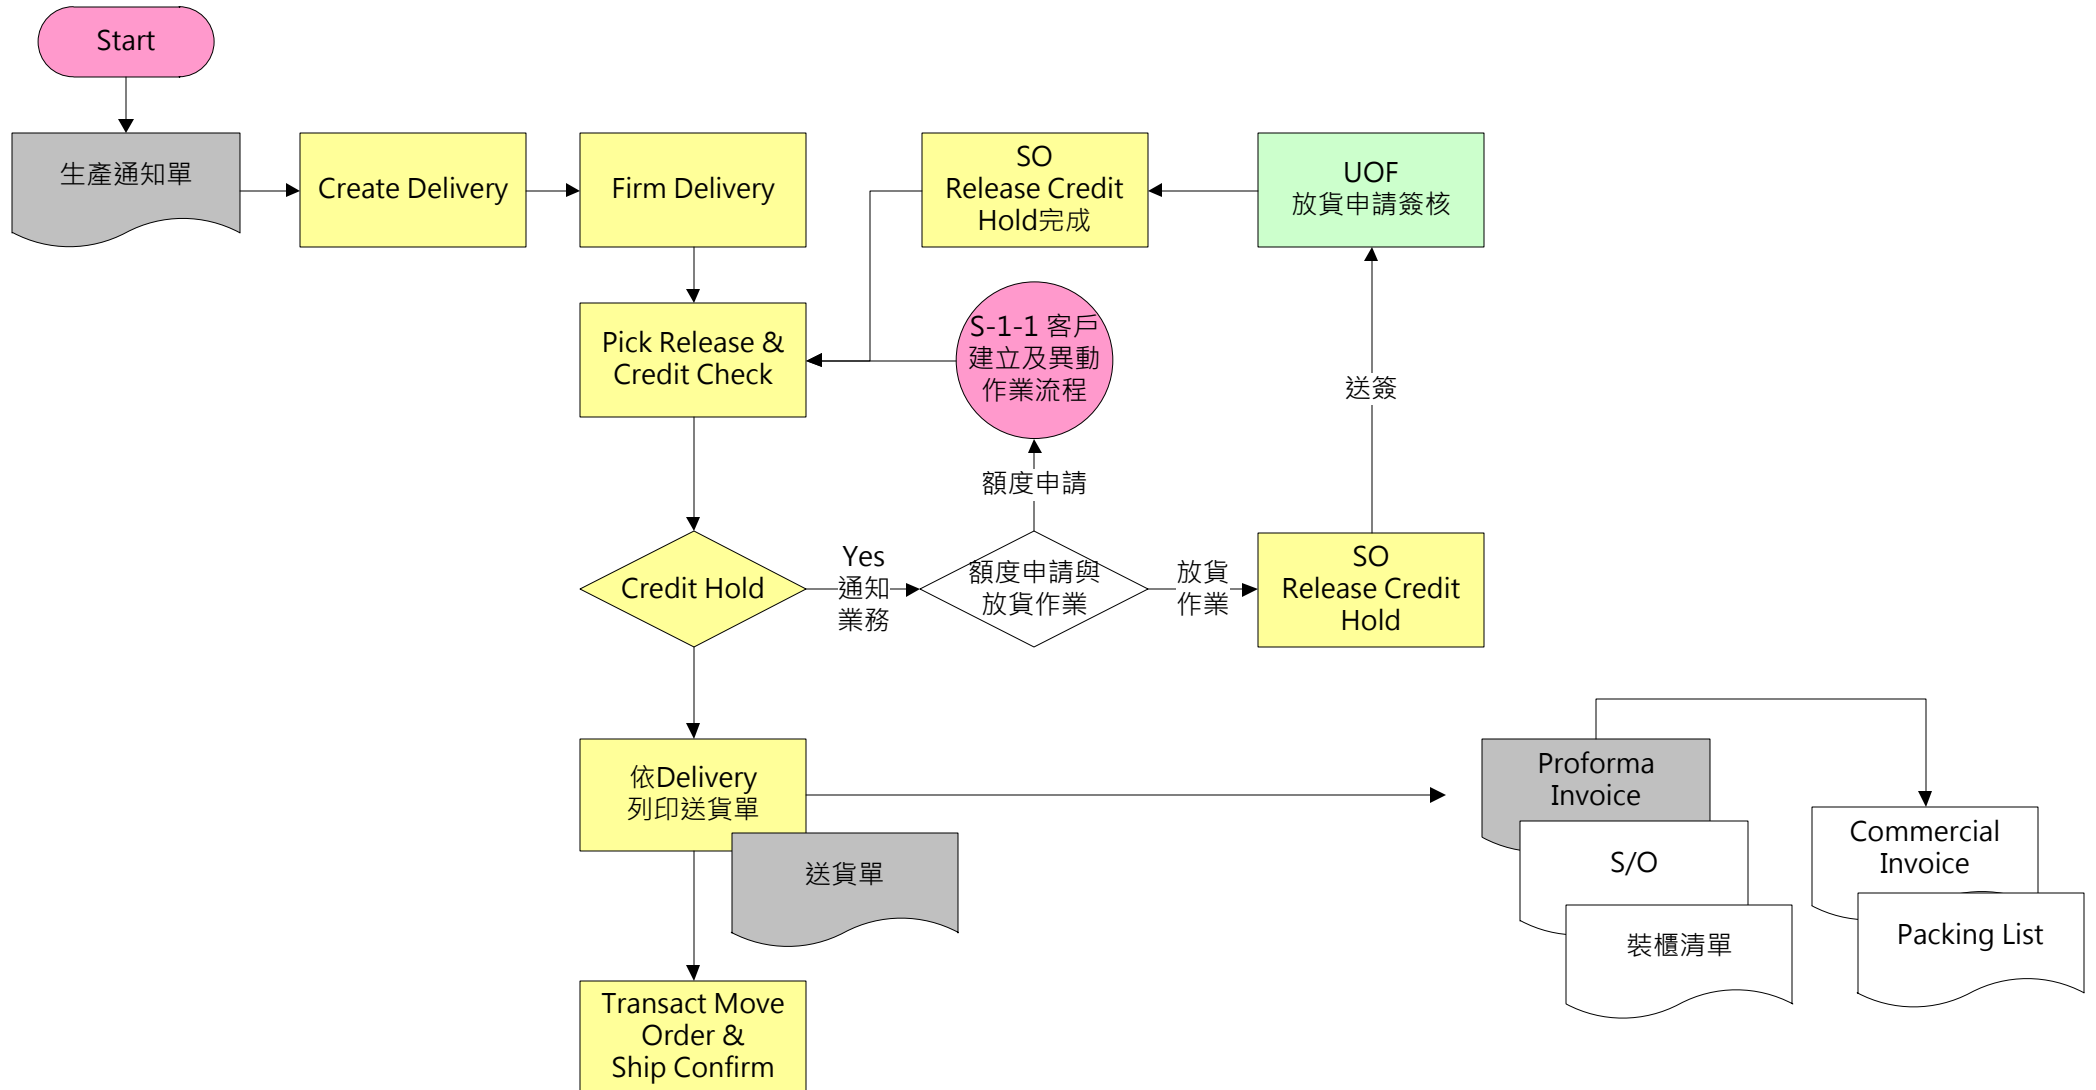 Start
生產通知單
Create Delivery
Firm Delivery
SO
Release Credit
Hold完成
UOF
放貨申請簽核
Pick Release &
Credit Check
S-1-1 客戶
建立及異動
作業流程
送簽
額度申請
Credit Hold
Yes
通知
業務
額度申請與
放貨作業
放貨
作業
SO
Release Credit
Hold
依Delivery
列印送貨單
送貨單
Proforma
Invoice
S/O
裝櫃清單
Commercial
Invoice
Packing List
Transact Move
Order &
Ship Confirm